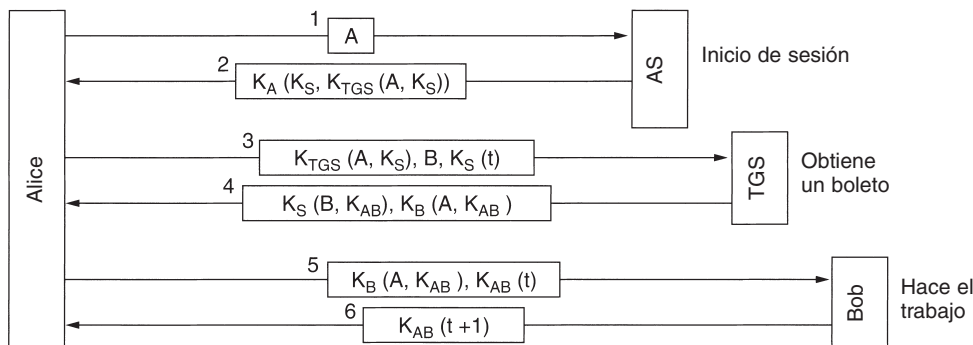 Alice
1
A
AS
Inicio de sesión
2
K_A (K_S, K_TGS (A, K_S))
3
K_TGS (A, K_S), B, K_S (t)
TGS
Obtiene
un boleto
4
K_S (B, K_AB), K_B (A, K_AB )
5
K_B (A, K_AB ), K_AB (t)
Bob
Hace el
trabajo
6
K_AB (t +1)